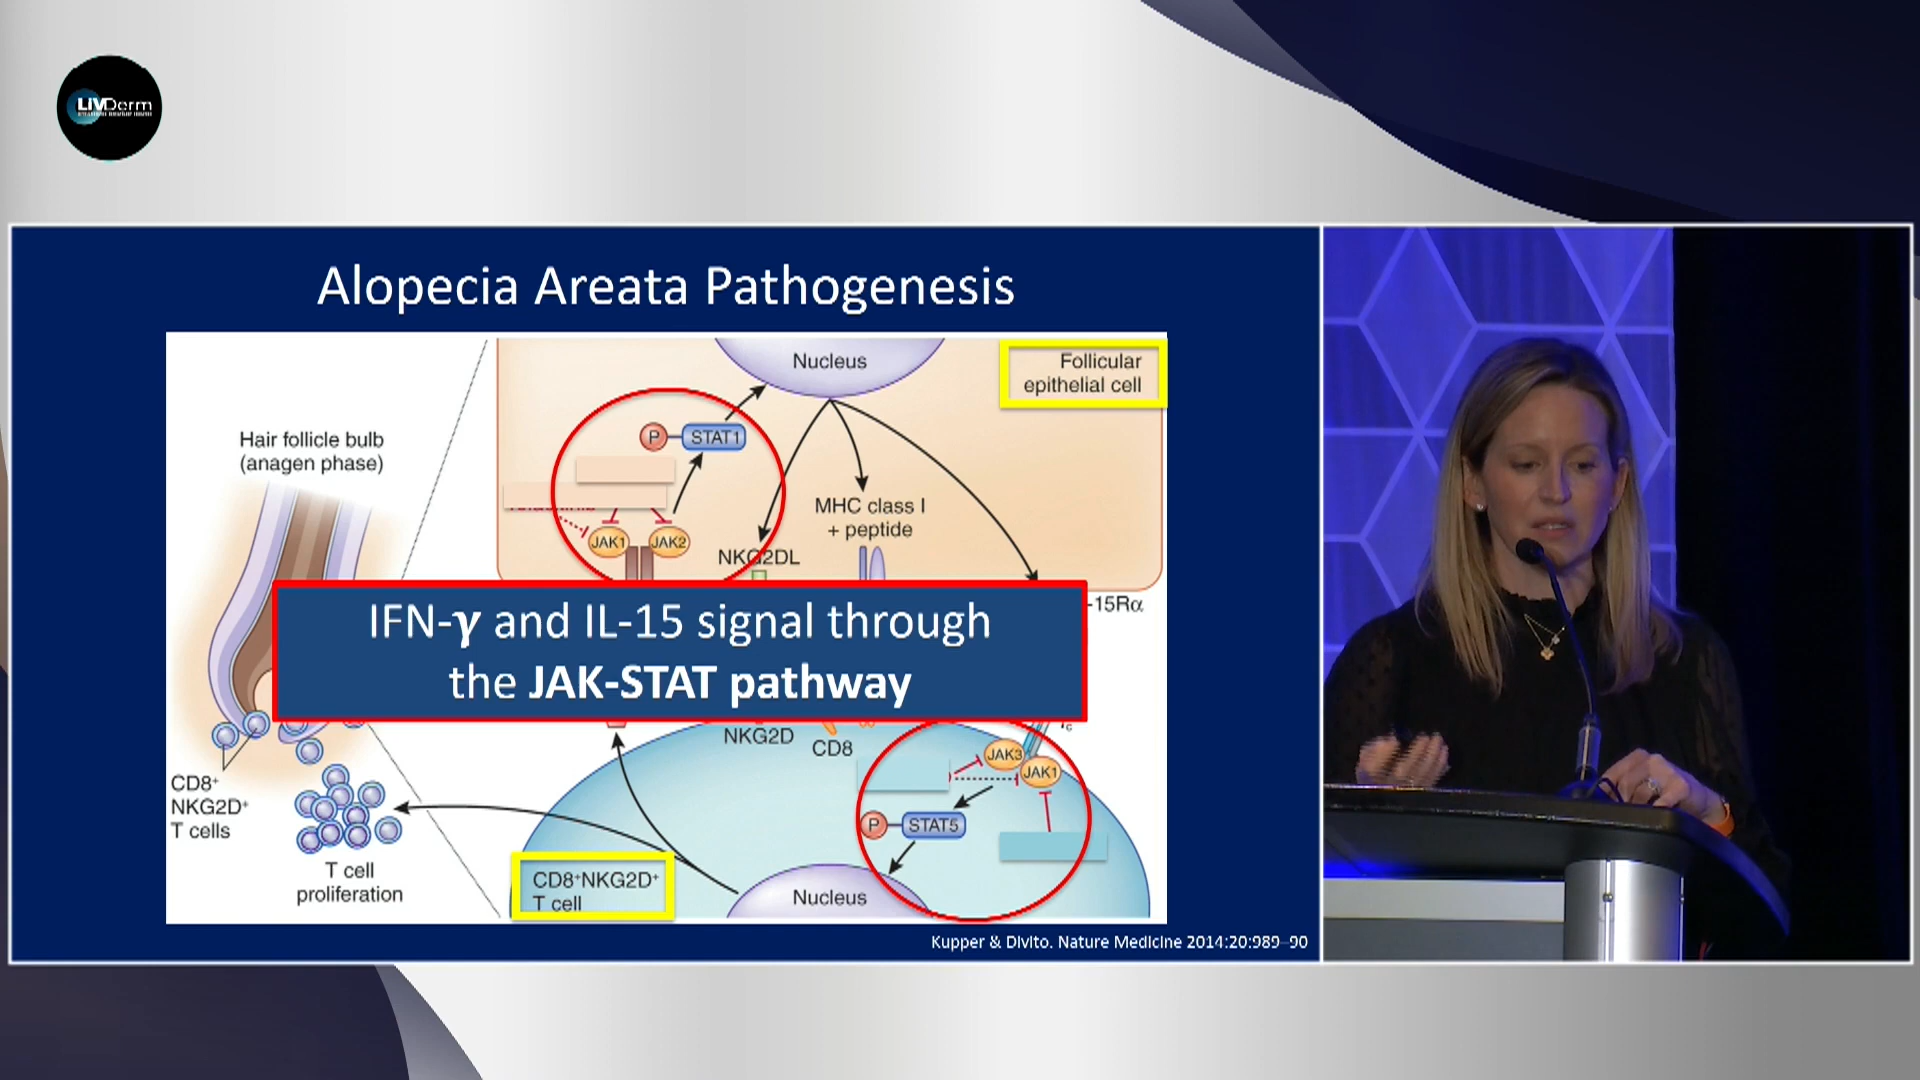 LIVDerm
Alopecia Areata Pathogenesis
Nucleus
Follicular
epithelial cell
Hair follicle bulb
(anagen phase)
P
STAT1
JAK1
JAK2
MHC class I
+ peptide
NKG2DL
-15Rα
IFN-γ and IL-15 signal through
the JAK-STAT pathway
NKG2D
CD8
JAK3
JAK1
P
STAT5
CD8⁺
NKG2D⁺
T cells
T cell
proliferation
CD8⁺NKG2D⁺
T cell
Nucleus
Kupper & Divito. Nature Medicine 2014:20:989-90